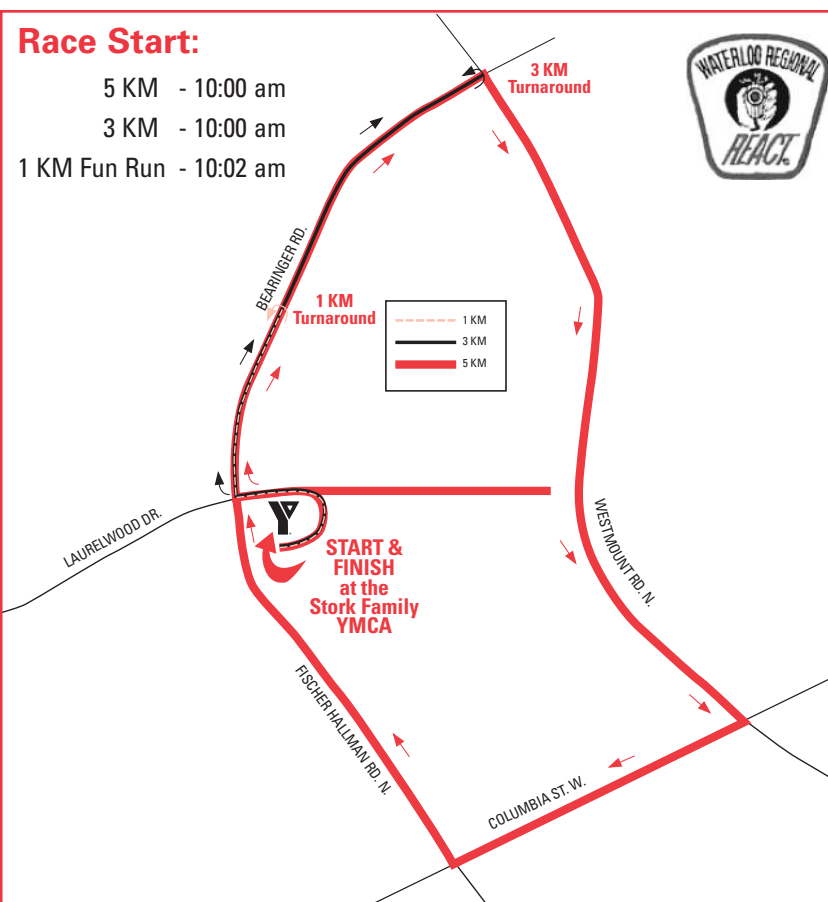 Race Start:
5 KM - 10:00 am
3 KM - 10:00 am
1 KM Fun Run - 10:02 am
WATERLOO REGIONAL
REACT
3 KM
Turnaround
BEARINGER RD.
1 KM
Turnaround
1 KM
3 KM
5 KM
LAURELWOOD DR.
Y
START &
FINISH
at the
Stork Family
YMCA
WESTMOUNT RD. N.
FISCHER HALLMAN RD. N.
COLUMBIA ST. W.